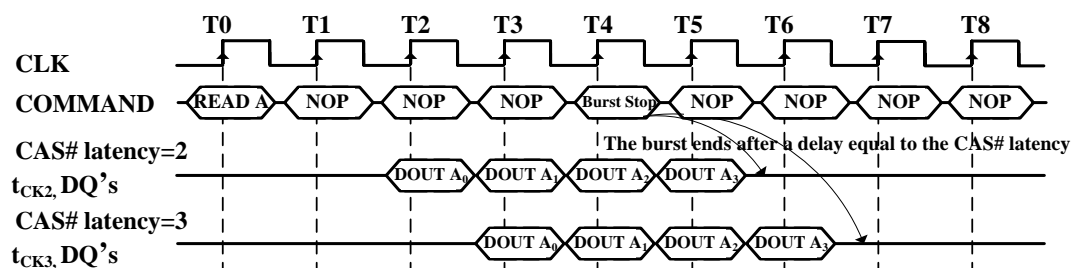 T0 T1 T2 T3 T4 T5 T6 T7 T8
CLK
COMMAND READ A NOP NOP NOP Burst Stop NOP NOP NOP NOP
The burst ends after a delay equal to the CAS# latency
CAS# latency=2
tCK2, DQ's DOUT A0 DOUT A1 DOUT A2 DOUT A3
CAS# latency=3
tCK3, DQ's DOUT A0 DOUT A1 DOUT A2 DOUT A3